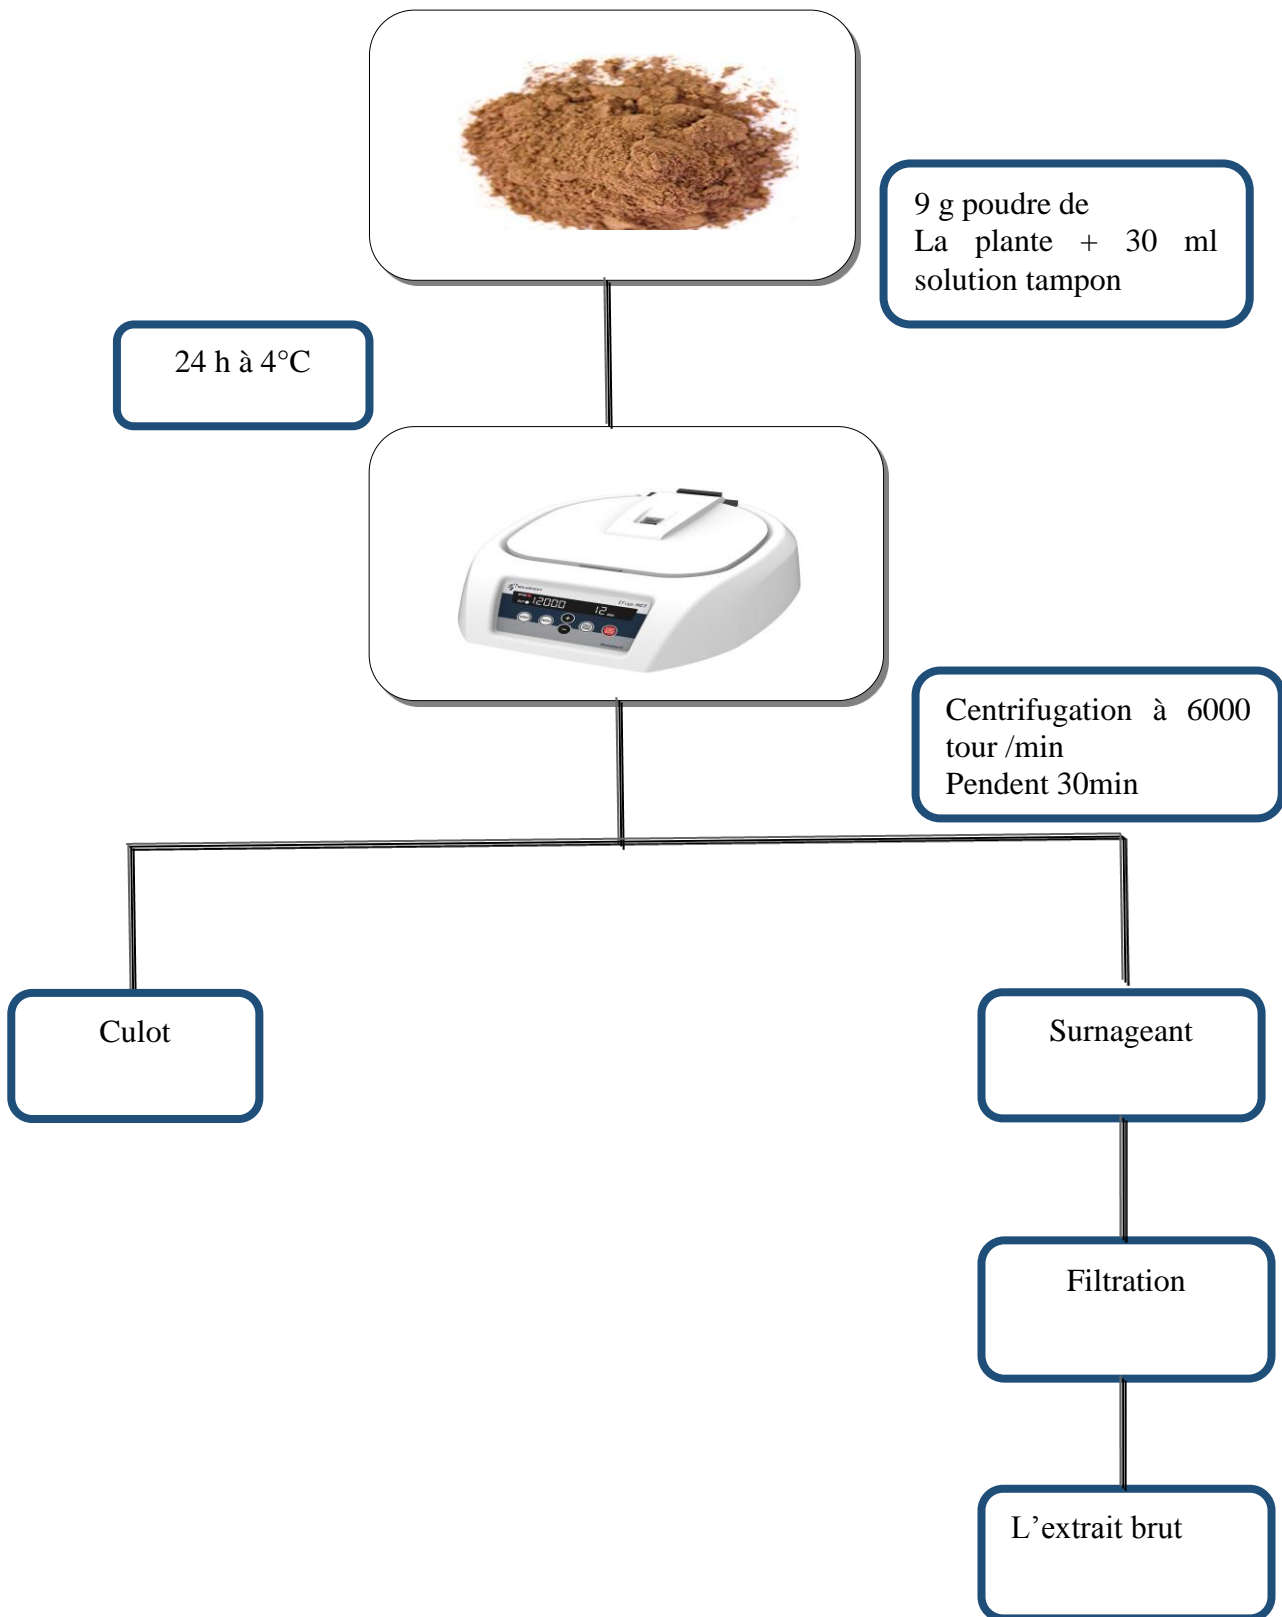 9 g poudre de
La plante + 30 ml
solution tampon
24 h à 4°C
12000 12
Centrifugation à 6000
tour /min
Pendent 30min
Culot
Surnageant
Filtration
L’extrait brut